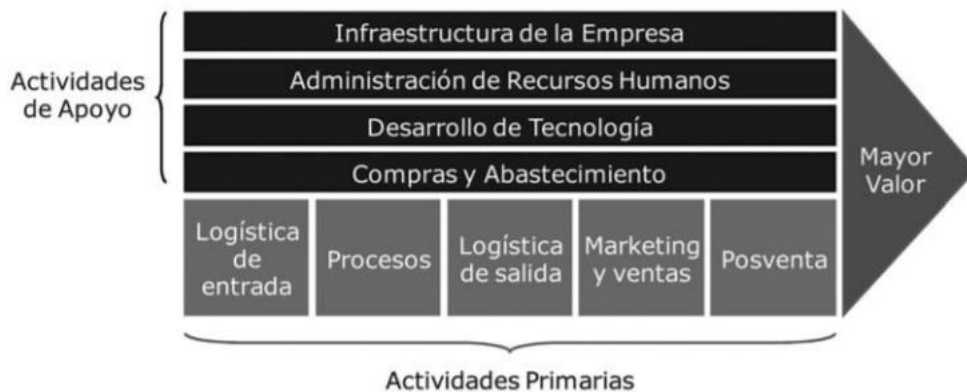 Infraestructura de la Empresa
Actividades
de Apoyo
Administración de Recursos Humanos
Desarrollo de Tecnología
Compras y Abastecimiento
Mayor
Valor
Logística
de
entrada
Procesos
Logística
de salida
Marketing
y ventas
Posventa
Actividades Primarias